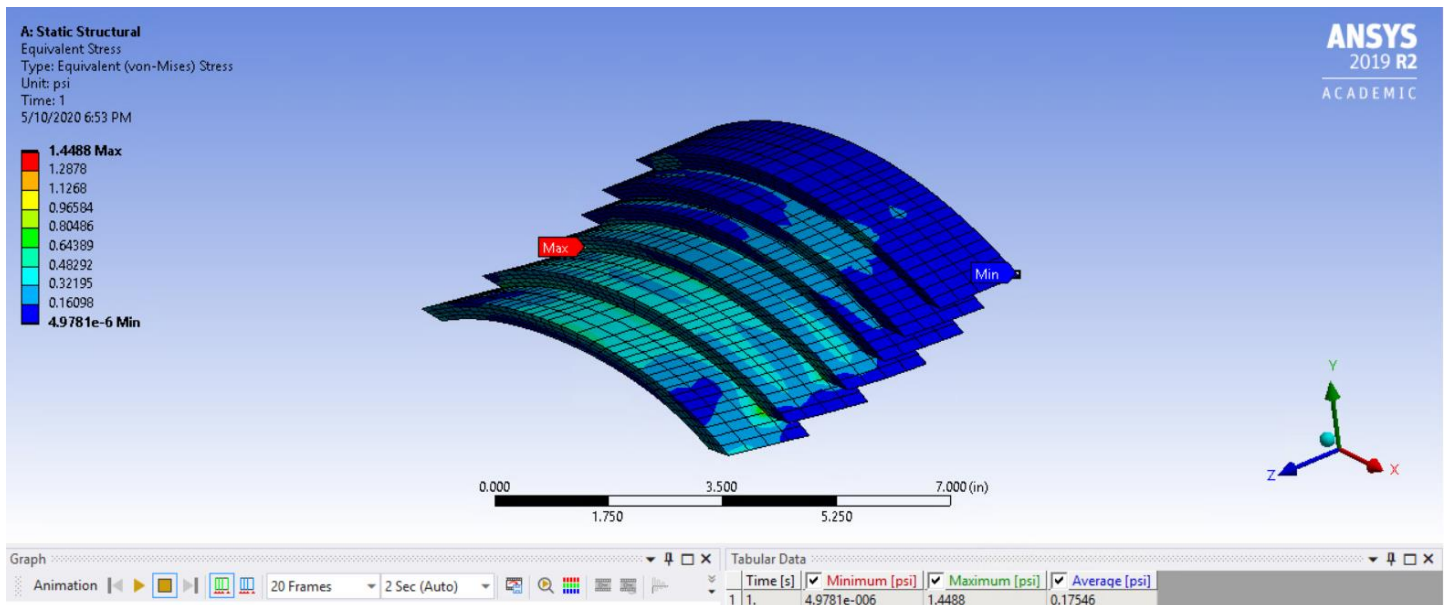 A: Static Structural
Equivalent Stress
Type: Equivalent (von-Mises) Stress
Unit: psi
Time: 1
5/10/2020 6:53 PM
1.4488 Max
1.2878
1.1268
0.96584
0.80486
0.64389
0.48292
0.32195
0.16098
4.9781e-6 Min
ANSYS
2019 R2
ACADEMIC
Max
Min
Y
Z
X
0.000 3.500 7.000 (in)
1.750 5.250
Graph
Animation 20 Frames 2 Sec (Auto)
Tabular Data
Time [s] Minimum [psi] Maximum [psi] Average [psi]
1 1. 4.9781e-006 1.4488 0.17546